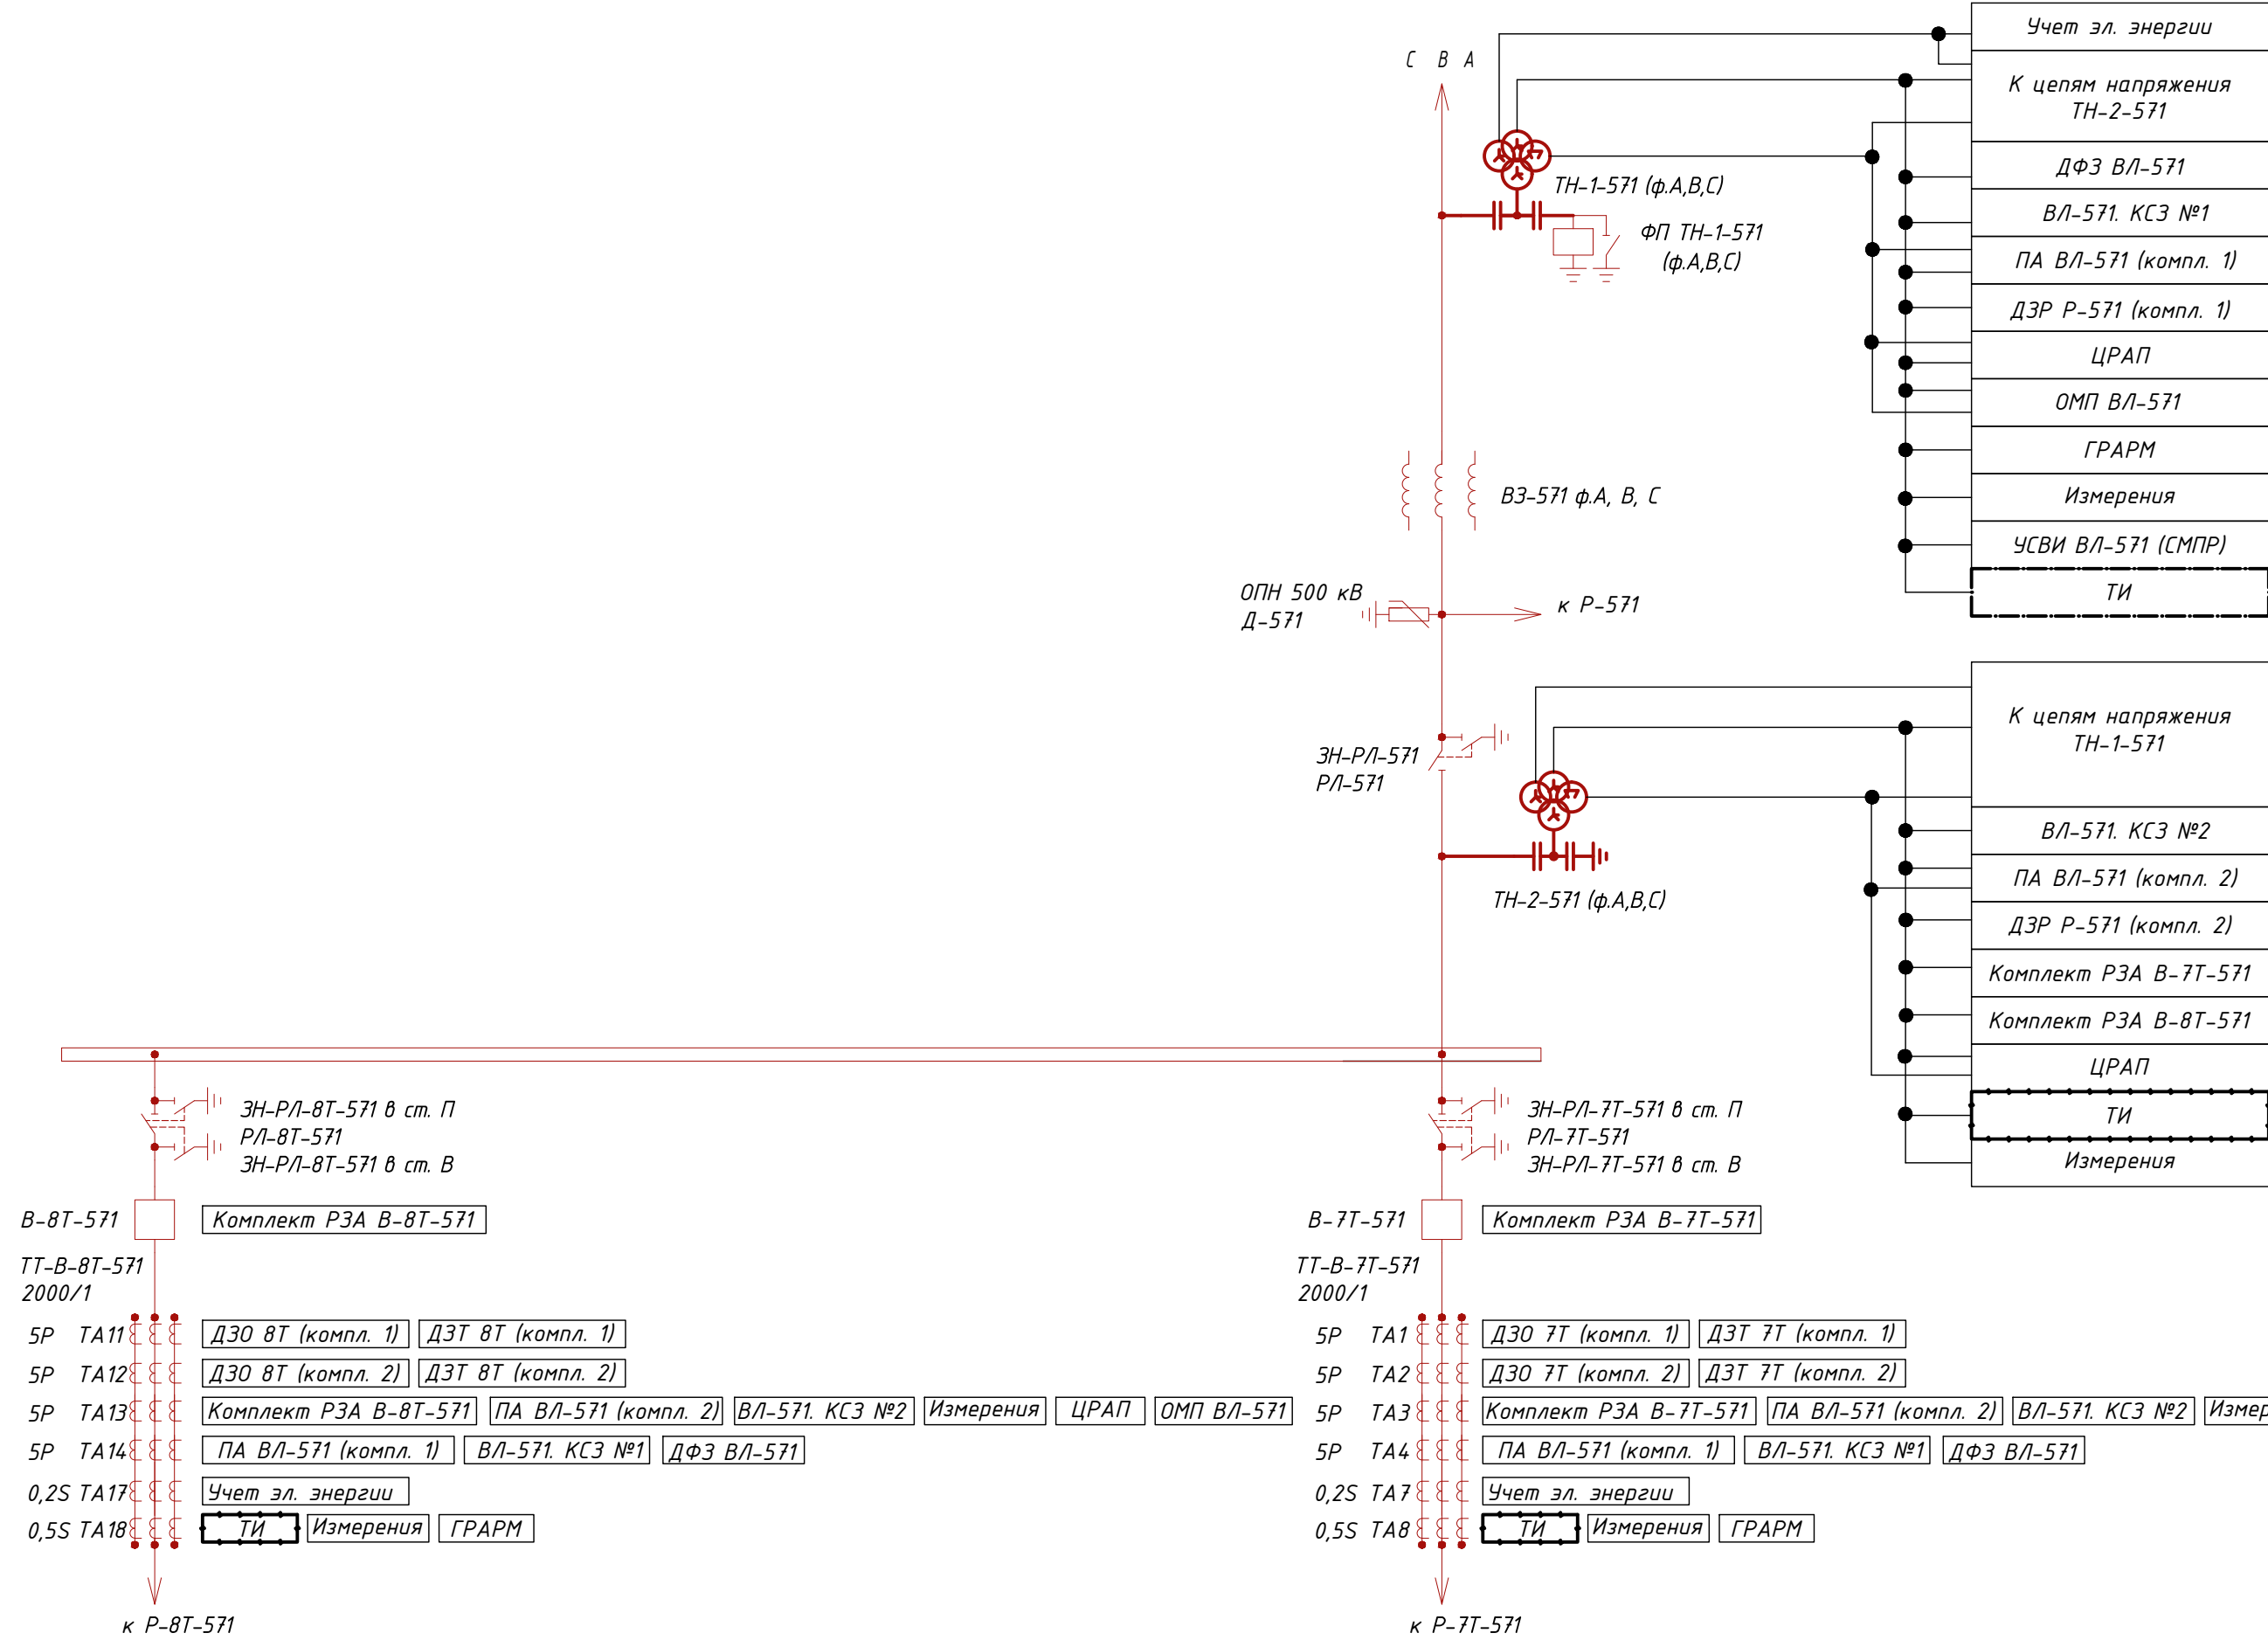 С В А
Учет эл. энергии
К цепям напряжения
ТН-2-571
ДФЗ ВЛ-571
ВЛ-571. КСЗ №1
ПА ВЛ-571 (компл. 1)
ДЗР Р-571 (компл. 1)
ЦРАП
ОМП ВЛ-571
ГРАРМ
Измерения
УСВИ ВЛ-571 (СМПР)
ТИ
ТН-1-571 (ф.А,В,С)
ФП ТН-1-571
(ф.А,В,С)
ВЗ-571 ф.А, В, С
ОПН 500 кВ
Д-571
к Р-571
К цепям напряжения
ТН-1-571
ВЛ-571. КСЗ №2
ПА ВЛ-571 (компл. 2)
ДЗР Р-571 (компл. 2)
Комплект РЗА В-7Т-571
Комплект РЗА В-8Т-571
ЦРАП
ТИ
Измерения
ЗН-РЛ-571
РЛ-571
ТН-2-571 (ф.А,В,С)
ЗН-РЛ-8Т-571 в ст. П
РЛ-8Т-571
ЗН-РЛ-8Т-571 в ст. В
В-8Т-571 Комплект РЗА В-8Т-571
ТТ-В-8Т-571
2000/1
5Р ТА11 ДЗО 8Т (компл. 1) ДЗТ 8Т (компл. 1)
5Р ТА12 ДЗО 8Т (компл. 2) ДЗТ 8Т (компл. 2)
5Р ТА13 Комплект РЗА В-8Т-571 ПА ВЛ-571 (компл. 2) ВЛ-571. КСЗ №2 Измерения ЦРАП ОМП ВЛ-571
5Р ТА14 ПА ВЛ-571 (компл. 1) ВЛ-571. КСЗ №1 ДФЗ ВЛ-571
0,2S ТА17 Учет эл. энергии
0,5S ТА18 ТИ Измерения ГРАРМ
к Р-8Т-571
ЗН-РЛ-7Т-571 в ст. П
РЛ-7Т-571
ЗН-РЛ-7Т-571 в ст. В
В-7Т-571 Комплект РЗА В-7Т-571
ТТ-В-7Т-571
2000/1
5Р ТА1 ДЗО 7Т (компл. 1) ДЗТ 7Т (компл. 1)
5Р ТА2 ДЗО 7Т (компл. 2) ДЗТ 7Т (компл. 2)
5Р ТА3 Комплект РЗА В-7Т-571 ПА ВЛ-571 (компл. 2) ВЛ-571. КСЗ №2
5Р ТА4 ПА ВЛ-571 (компл. 1) ВЛ-571. КСЗ №1 ДФЗ ВЛ-571
0,2S ТА7 Учет эл. энергии
0,5S ТА8 ТИ Измерения ГРАРМ
к Р-7Т-571